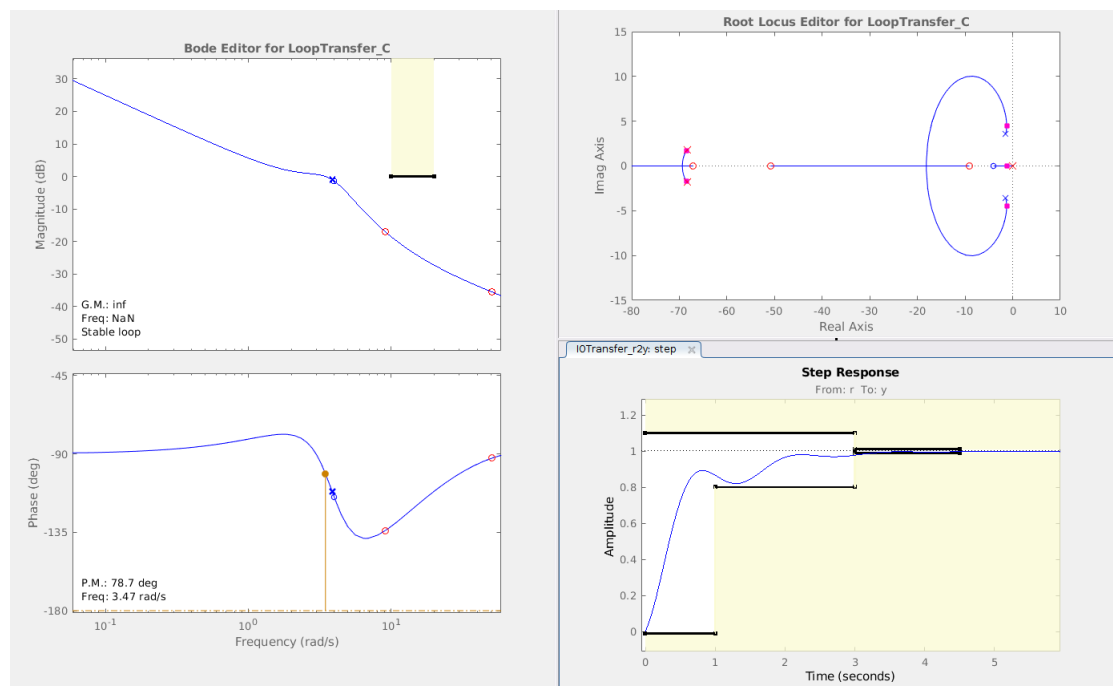 Bode Editor for LoopTransfer_C
Magnitude (dB)
30
20
10
0
-10
-20
-30
-40
-50
G.M.: inf
Freq: NaN
Stable loop
Phase (deg)
-45
-90
-135
-180
P.M.: 78.7 deg
Freq: 3.47 rad/s
10-1
100
101
Frequency (rad/s)
Root Locus Editor for LoopTransfer_C
Imag Axis
15
10
5
0
-5
-10
-15
-80
-70
-60
-50
-40
-30
-20
-10
0
10
Real Axis
IOTransfer_r2y: step
Step Response
From: r To: y
Amplitude
1.2
1
0.8
0.6
0.4
0.2
0
0
1
2
3
4
5
Time (seconds)